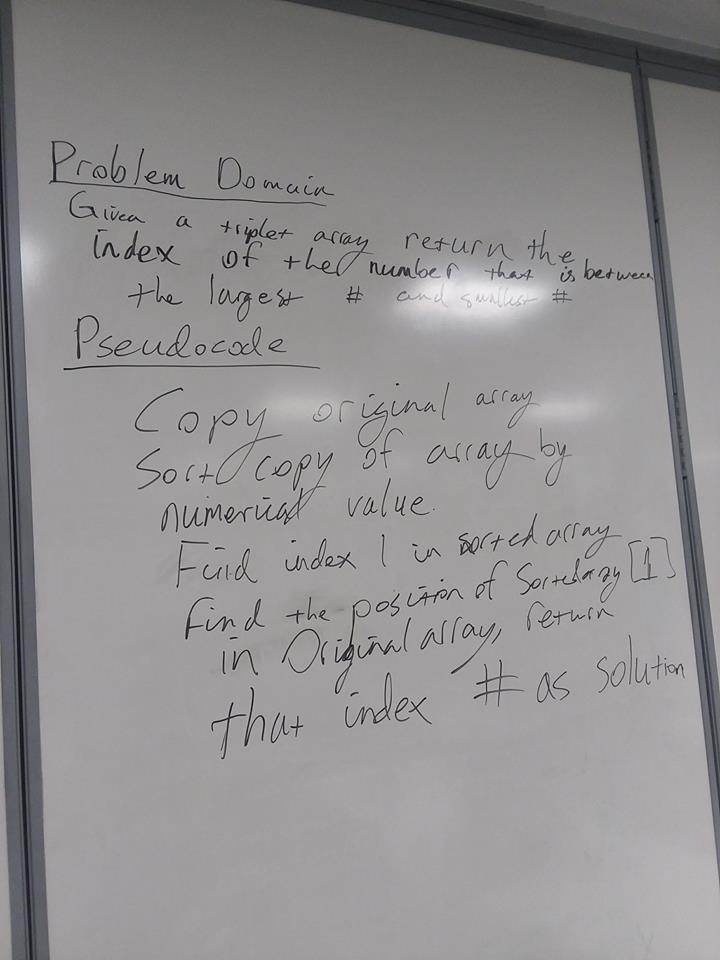 Problem Domain
Given a triplet array return the
index of the number that is between
the largest # and smallest #
Pseudocode
Copy original array
Sort copy of array by
numerical value.
Find index 1 in sorted array
Find the position of Sortedarray [1]
in Original array, return
that index # as solution